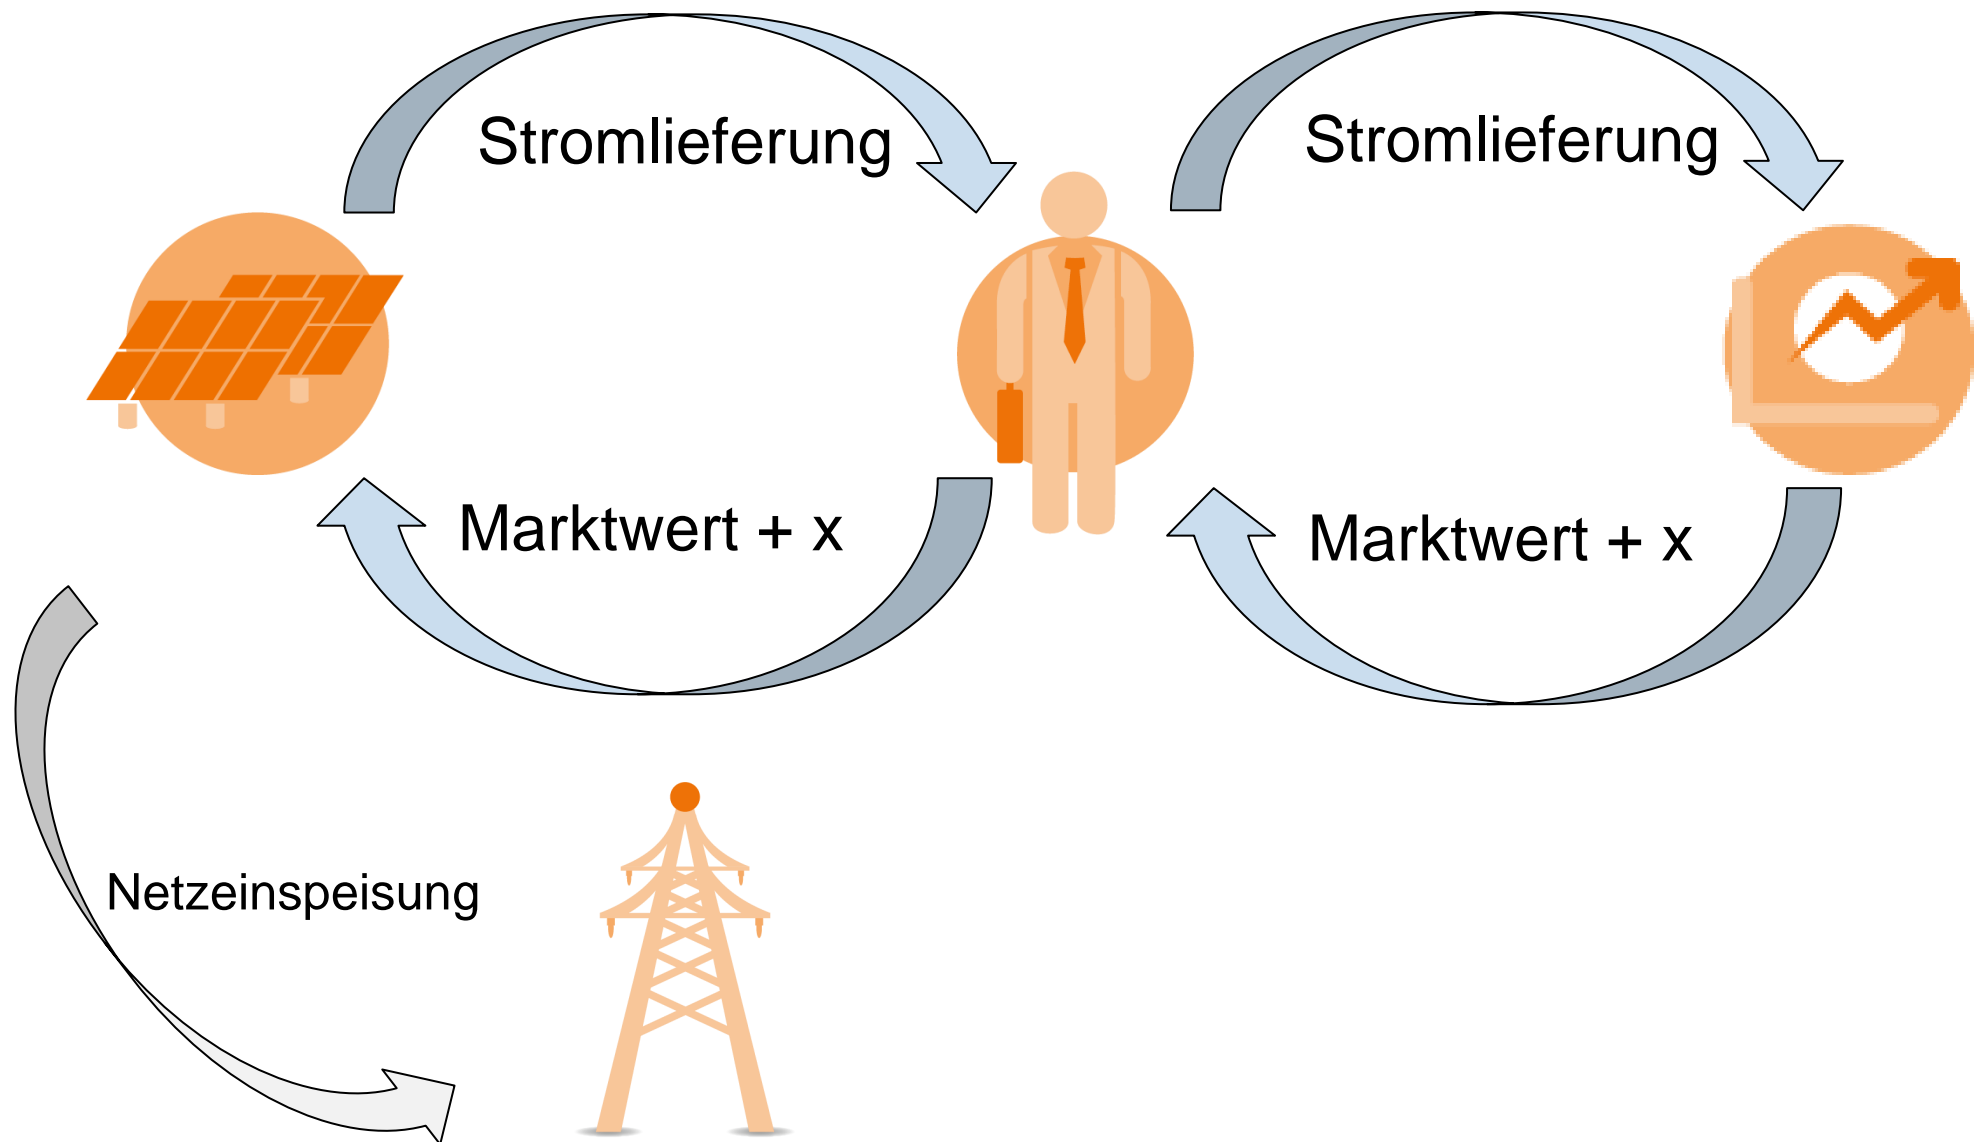 Stromlieferung
Stromlieferung
Marktwert + x
Marktwert + x
Netzeinspeisung